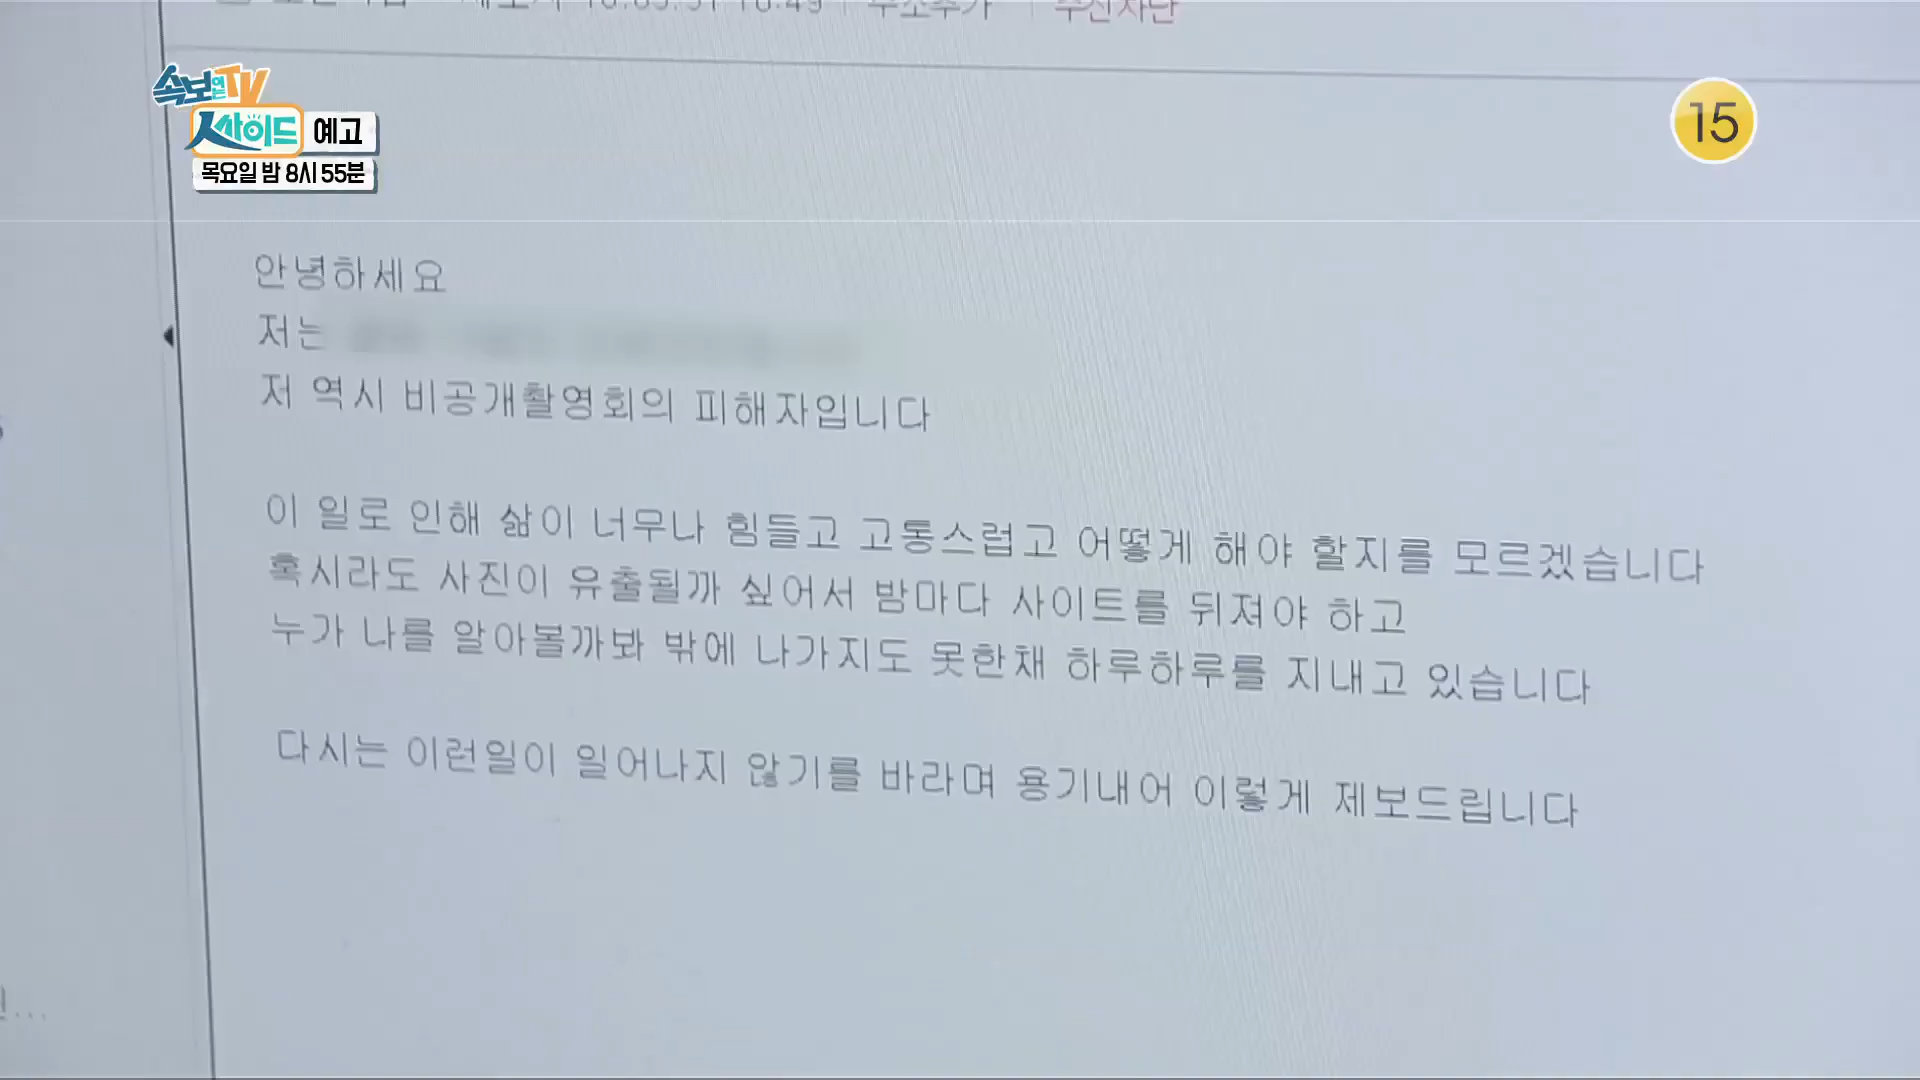 수신차단
속보연예TV
人싸이드 예고
목요일 밤 8시 55분
15
안녕하세요
저는
저 역시 비공개촬영회의 피해자입니다
이 일로 인해 삶이 너무나 힘들고 고통스럽고 어떻게 해야 할지를 모르겠습니다
혹시라도 사진이 유출될까 싶어서 밤마다 사이트를 뒤져야 하고
누가 나를 알아볼까봐 밖에 나가지도 못한채 하루하루를 지내고 있습니다
다시는 이런일이 일어나지 않기를 바라며 용기내어 이렇게 제보드립니다